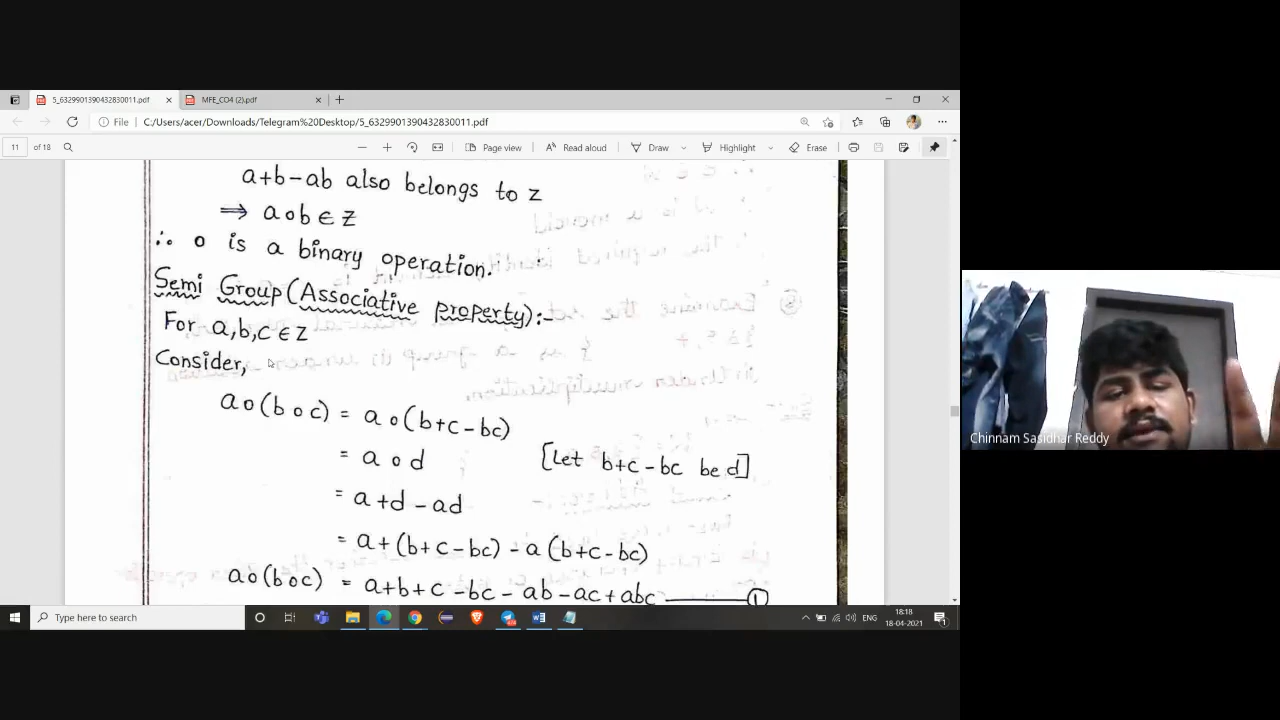 5_6329901390432830011.pdf
MFE_CO4 (2).pdf
File
C:/Users/acer/Downloads/Telegram%20Desktop/5_6329901390432830011.pdf
11 of 18
Page view
Read aloud
Draw
Highlight
Erase
a+b-ab also belongs to z
⇒ a∘b ∈ z
∴ o is a binary operation.
Semi Group (Associative property):-
For a,b,c ∈ z
Consider,
a∘(b∘c) = a∘(b+c-bc)
= a∘d [Let b+c-bc be d]
= a+d-ad
= a+(b+c-bc)-a(b+c-bc)
a∘(b∘c) = a+b+c-bc-ab-ac+abc — ①
Chinnam Sasidhar Reddy
Type here to search
ENG
18:18
18-04-2021